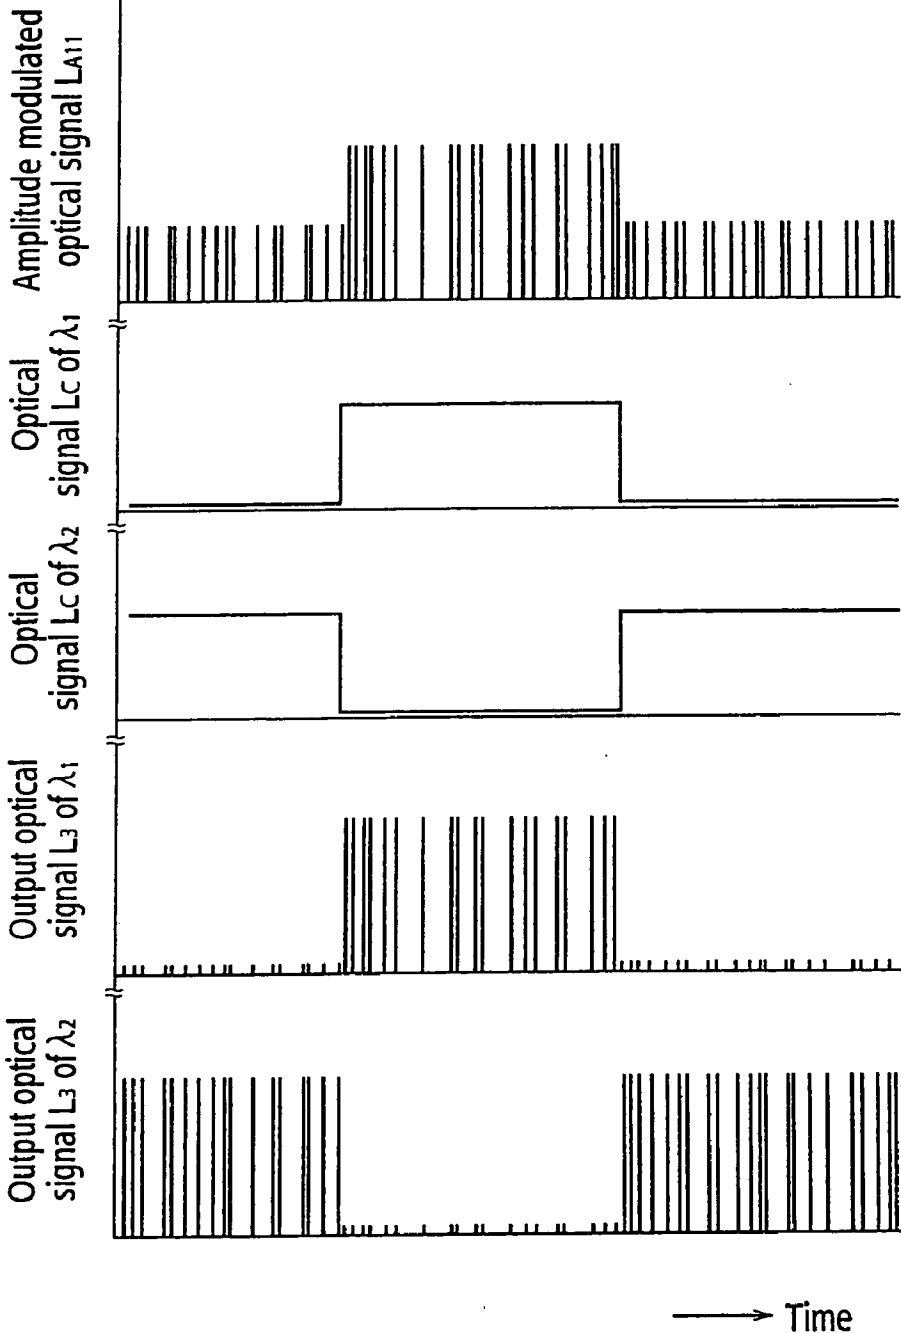 Amplitude modulated
optical signal LA11
Optical
signal LC of λ1
Optical
signal LC of λ2
Output optical
signal L3 of λ1
Output optical
signal L3 of λ2
Time